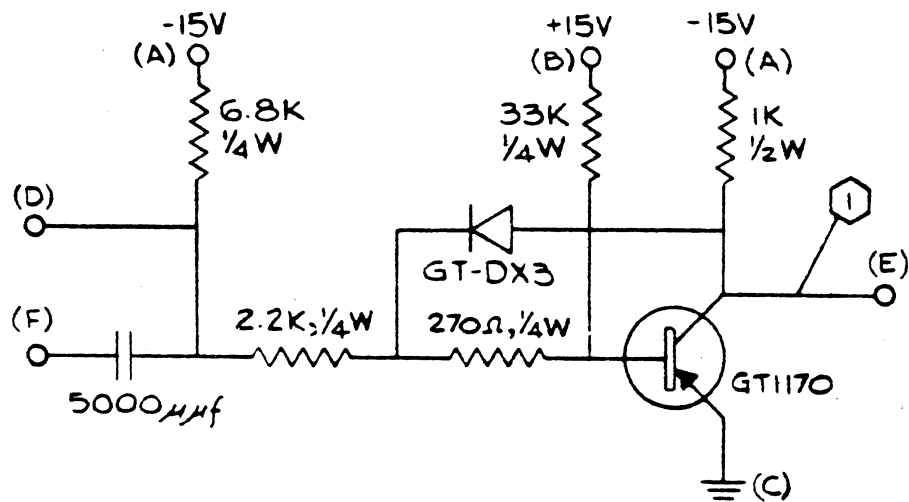 -15V
(A)
6.8K
¼W
+15V
(B)
33K
¼W
-15V
(A)
1K
½W
(D)
1
GT-DX3
(E)
(F)
5000μμf
2.2K,¼W
270Ω,¼W
GT1170
(C)